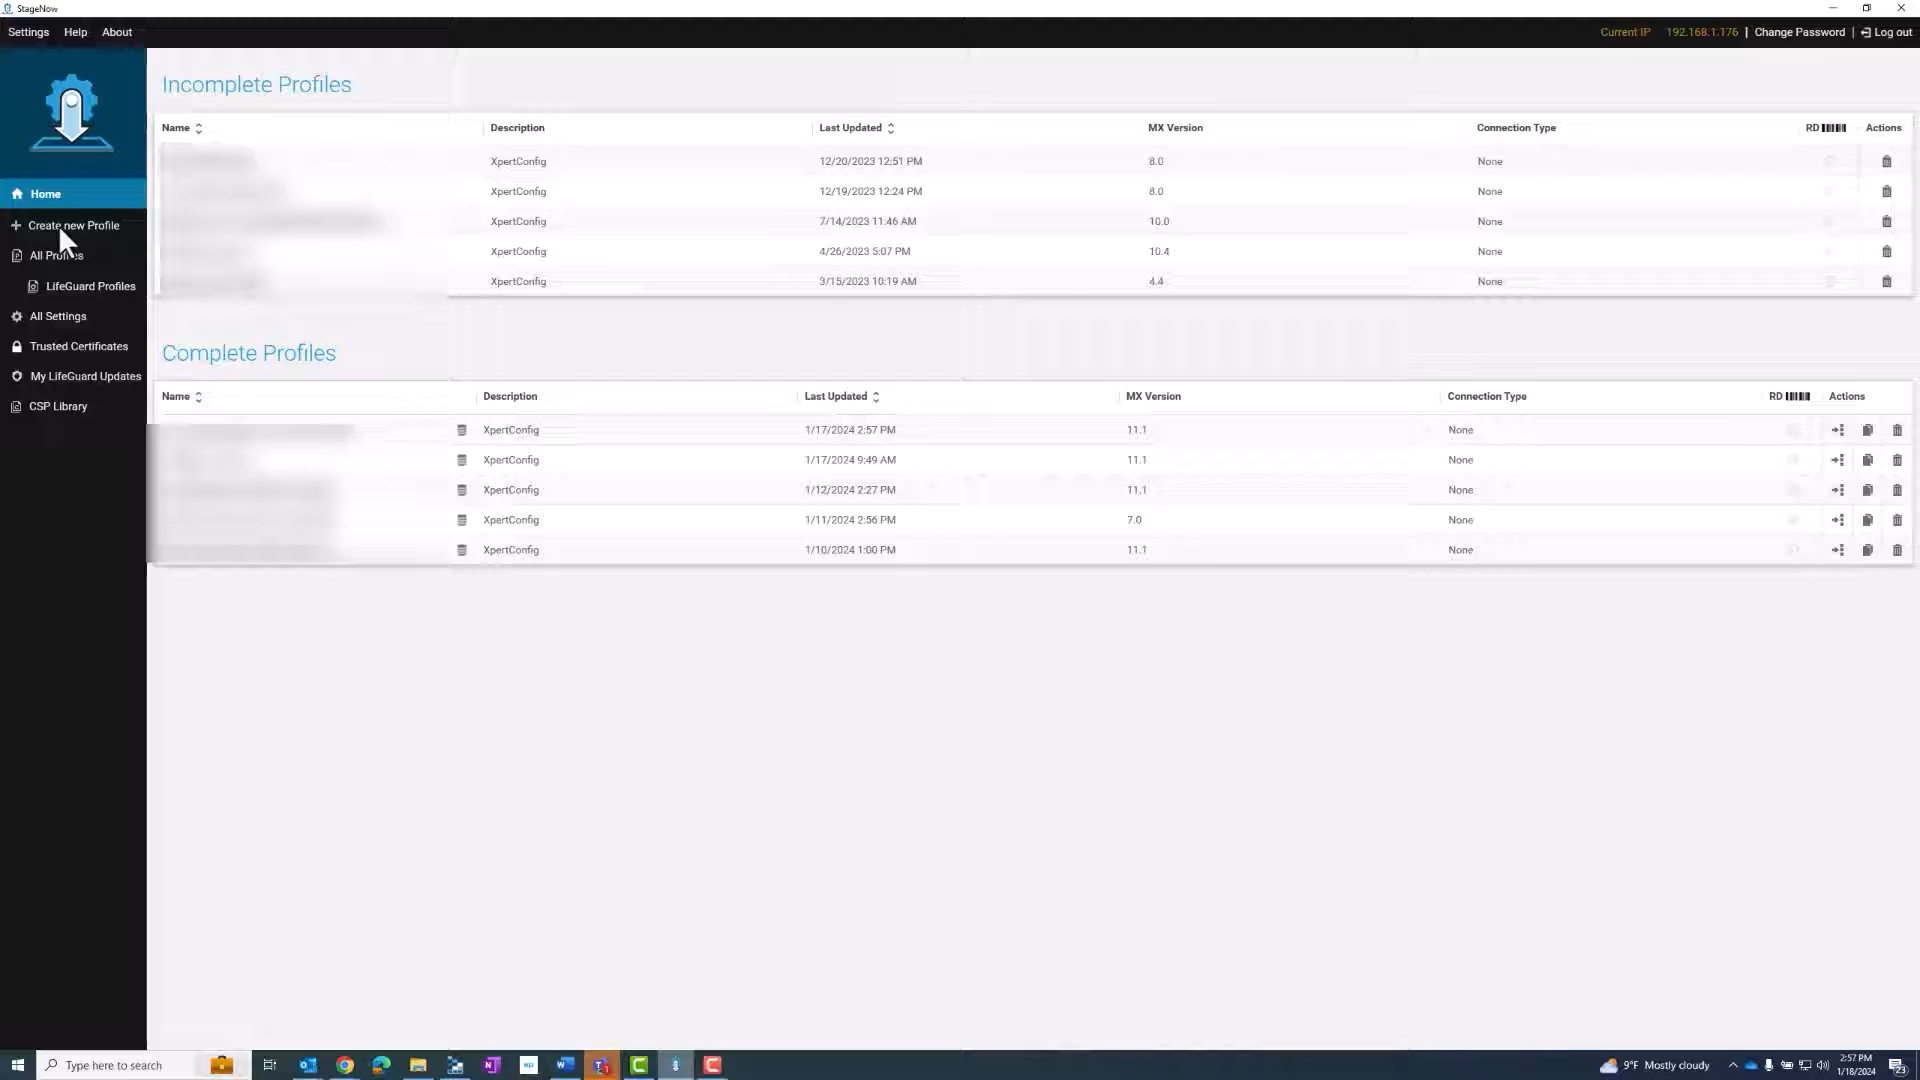 StageNow
Settings Help About
Current IP 192.168.1.176 | Change Password | Log out
Home
Create new Profile
All Profiles
LifeGuard Profiles
All Settings
Trusted Certificates
My LifeGuard Updates
CSP Library
Incomplete Profiles
Name Description Last Updated MX Version Connection Type RD Actions
XpertConfig 12/20/2023 12:51 PM 8.0 None
XpertConfig 12/19/2023 12:24 PM 8.0 None
XpertConfig 7/14/2023 11:46 AM 10.0 None
XpertConfig 4/26/2023 5:07 PM 10.4 None
XpertConfig 3/15/2023 10:19 AM 4.4 None
Complete Profiles
Name Description Last Updated MX Version Connection Type RD Actions
XpertConfig 1/17/2024 2:57 PM 11.1 None
XpertConfig 1/17/2024 9:49 AM 11.1 None
XpertConfig 1/12/2024 2:27 PM 11.1 None
XpertConfig 1/11/2024 2:56 PM 7.0 None
XpertConfig 1/10/2024 1:00 PM 11.1 None
Type here to search
9°F Mostly cloudy
2:57 PM
1/18/2024
23